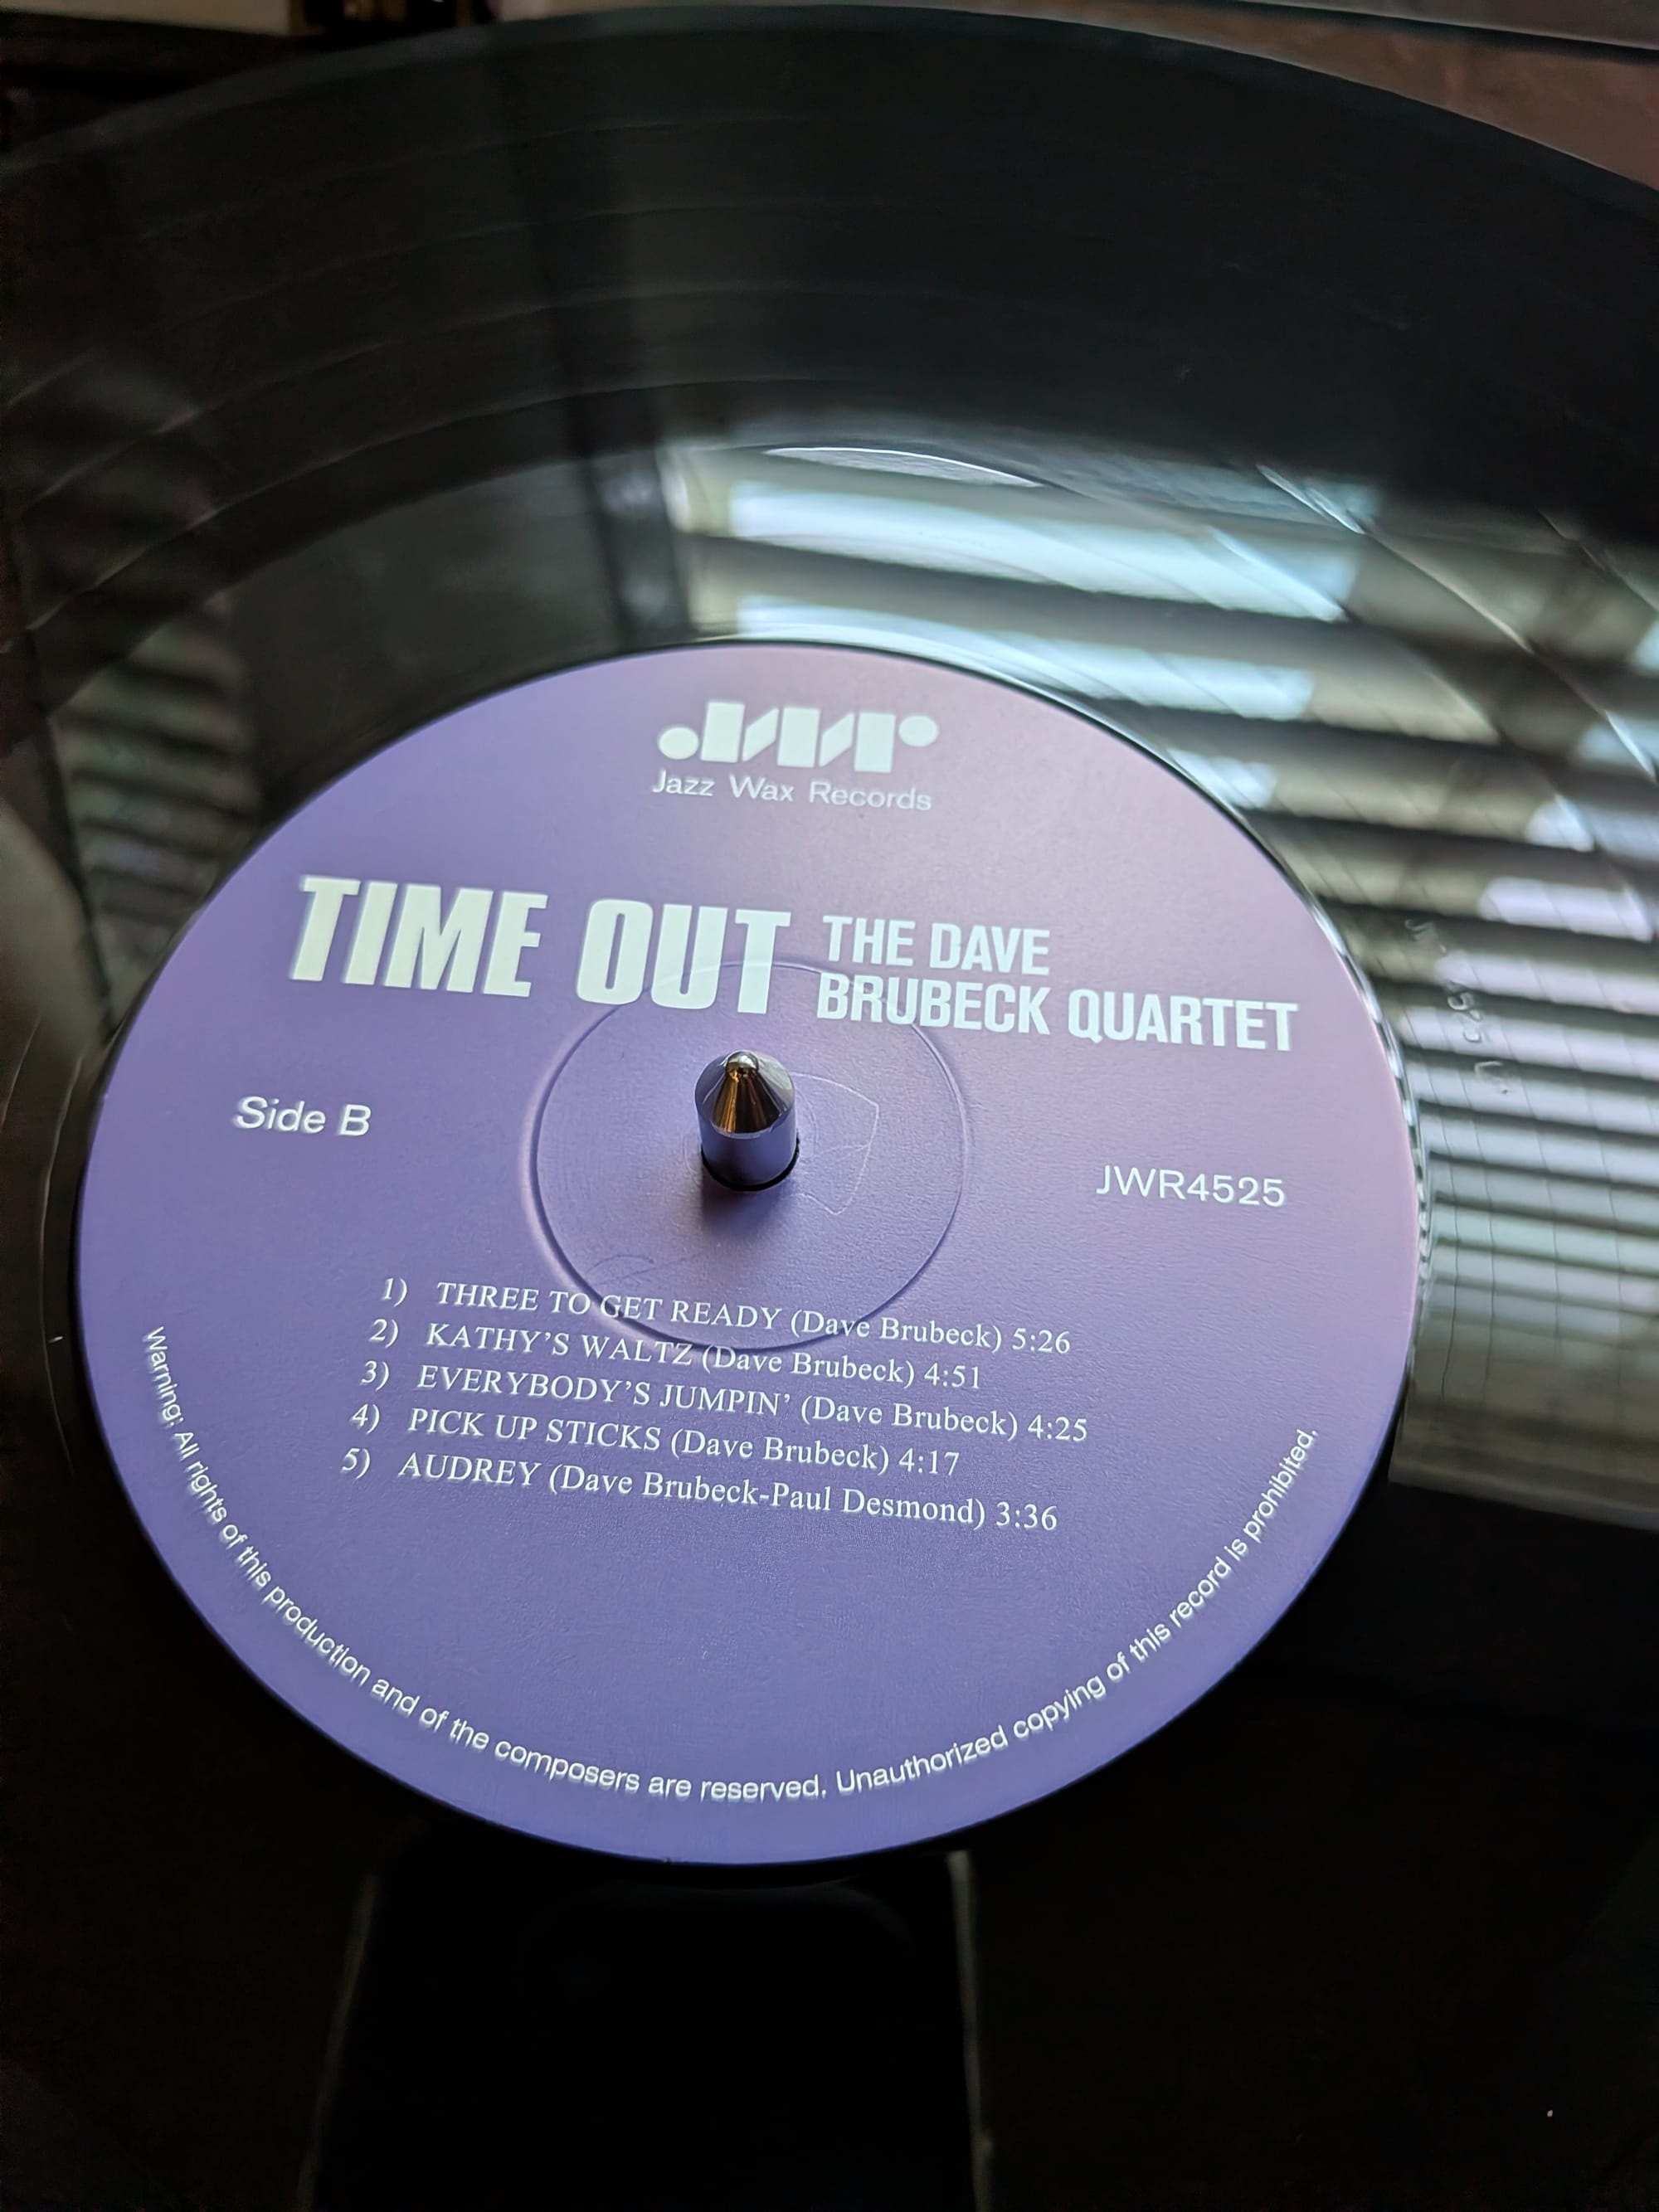 JWR
Jazz Wax Records
TIME OUT THE DAVE
BRUBECK QUARTET
Side B
JWR4525
1) THREE TO GET READY (Dave Brubeck) 5:26
2) KATHY'S WALTZ (Dave Brubeck) 4:51
3) EVERYBODY'S JUMPIN' (Dave Brubeck) 4:25
4) PICK UP STICKS (Dave Brubeck) 4:17
5) AUDREY (Dave Brubeck-Paul Desmond) 3:36
Warning: All rights of this production and of the composers are reserved. Unauthorized copying of this record is prohibited.